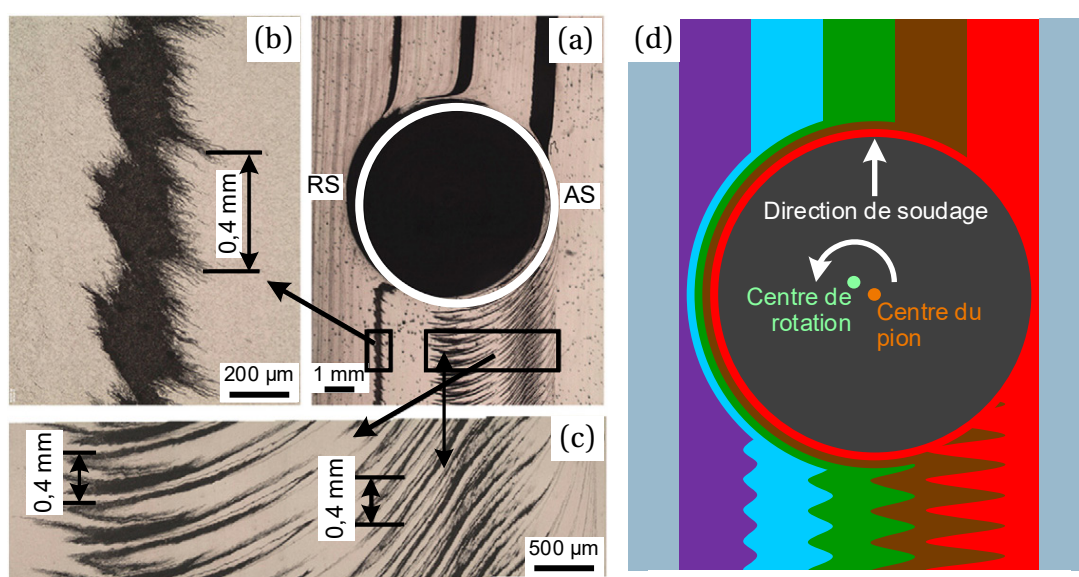 (b)
0,4 mm
200 µm
(a)
RS
AS
1 mm
(c)
0,4 mm
0,4 mm
500 µm
(d)
Direction de soudage
Centre de
rotation
Centre du
pion